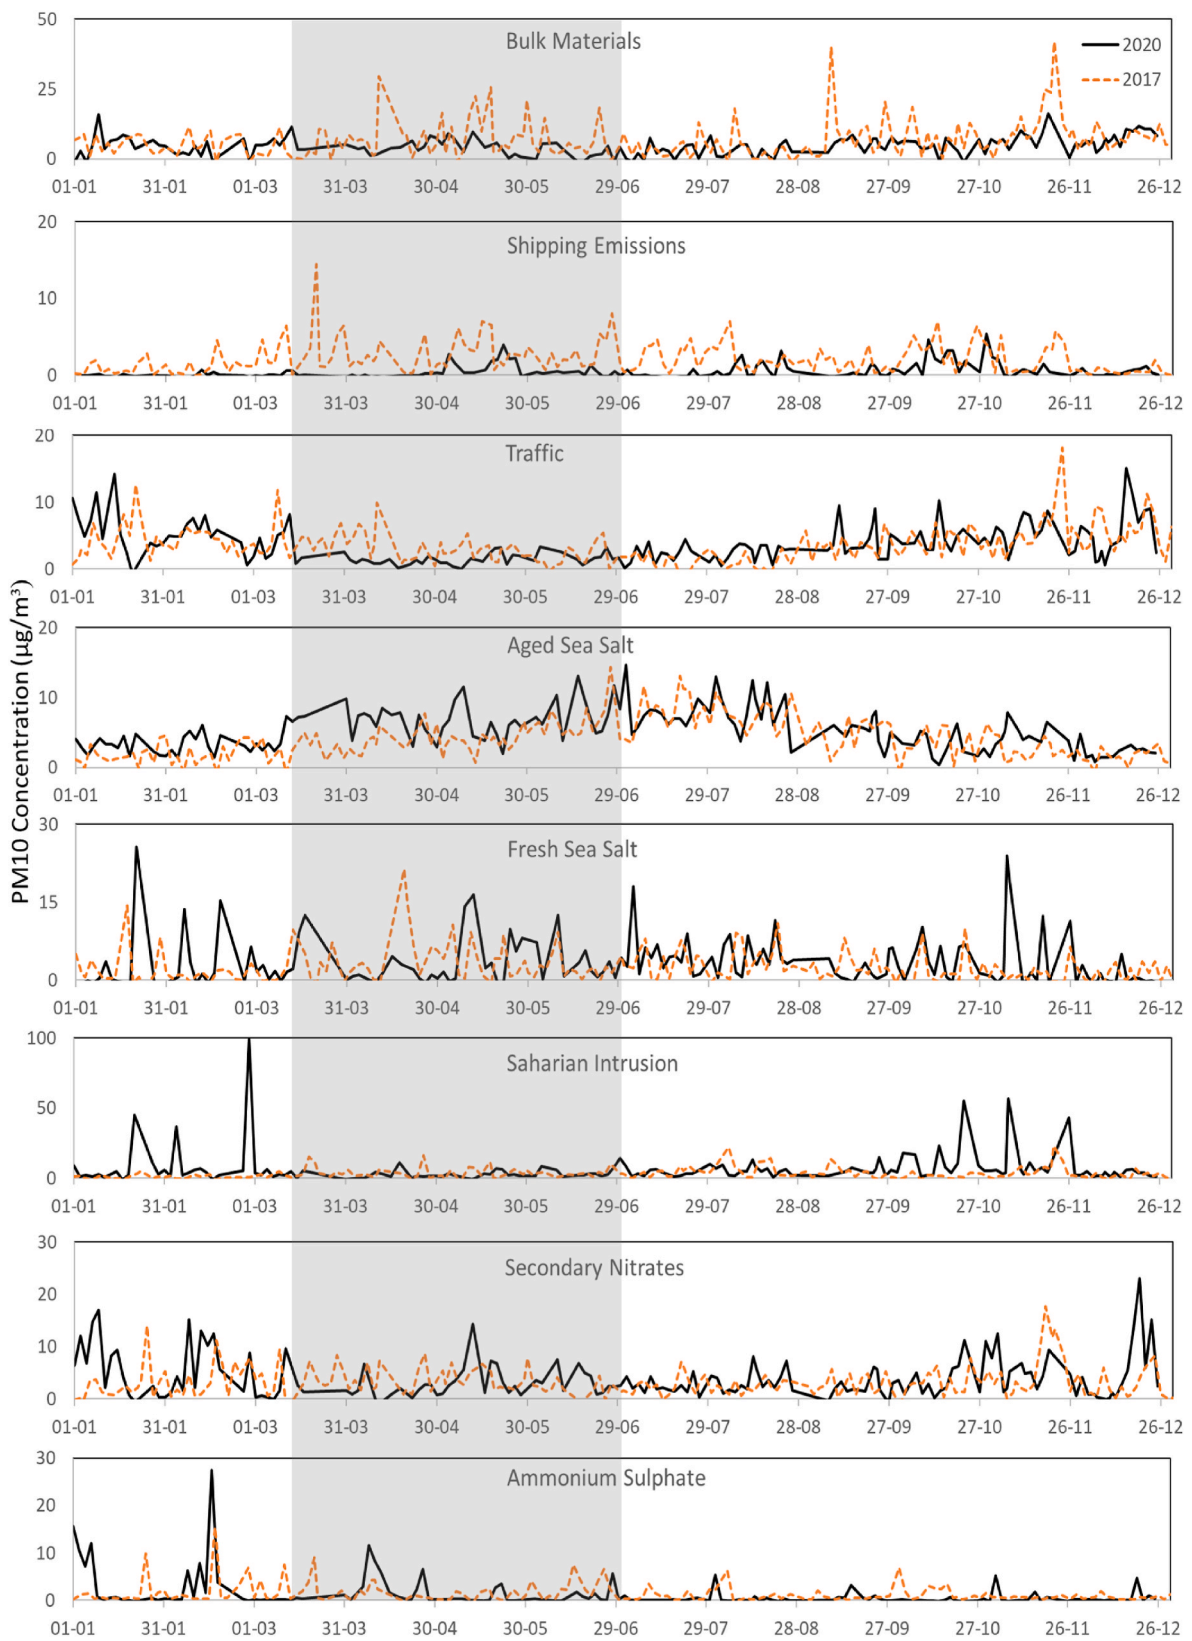 50
Bulk Materials
2020
2017
25
0
01-01 31-01 01-03 31-03 30-04 30-05 29-06 29-07 28-08 27-09 27-10 26-11 26-12
20
Shipping Emissions
10
0
01-01 31-01 01-03 31-03 30-04 30-05 29-06 29-07 28-08 27-09 27-10 26-11 26-12
20
Traffic
10
0
01-01 31-01 01-03 31-03 30-04 30-05 29-06 29-07 28-08 27-09 27-10 26-11 26-12
PM10 Concentration (µg/m³)
20
Aged Sea Salt
10
0
01-01 31-01 01-03 31-03 30-04 30-05 29-06 29-07 28-08 27-09 27-10 26-11 26-12
30
Fresh Sea Salt
15
0
01-01 31-01 01-03 31-03 30-04 30-05 29-06 29-07 28-08 27-09 27-10 26-11 26-12
100
Saharian Intrusion
50
0
01-01 31-01 01-03 31-03 30-04 30-05 29-06 29-07 28-08 27-09 27-10 26-11 26-12
30
Secondary Nitrates
20
10
0
01-01 31-01 01-03 31-03 30-04 30-05 29-06 29-07 28-08 27-09 27-10 26-11 26-12
30
Ammonium Sulphate
20
10
0
01-01 31-01 01-03 31-03 30-04 30-05 29-06 29-07 28-08 27-09 27-10 26-11 26-12